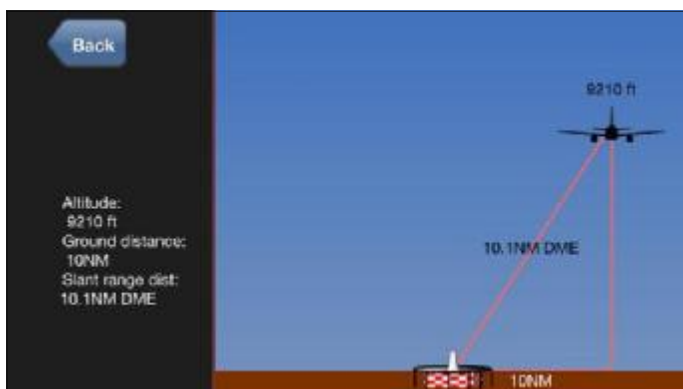 Back
9210 ft
10.1NM DME
Altitude:
9210 ft
Ground distance:
10NM
Slant range dist:
10.1NM DME
10NM